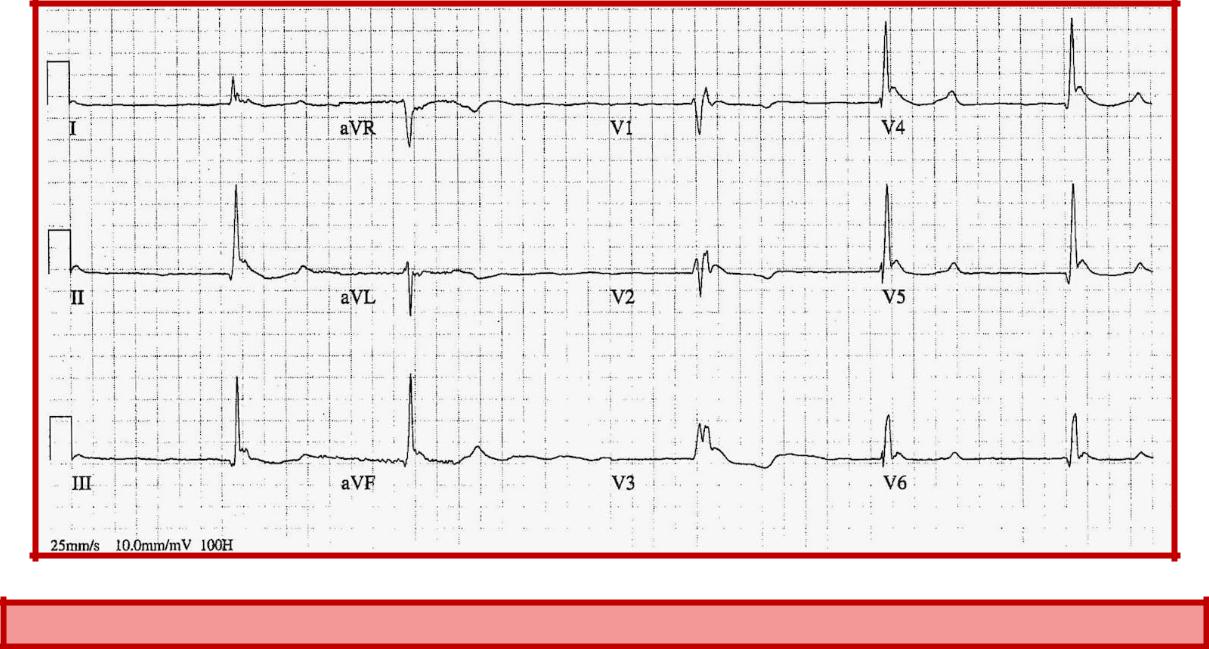 I aVR V1 V4
II aVL V2 V5
III aVF V3 V6
25mm/s 10.0mm/mV 100H